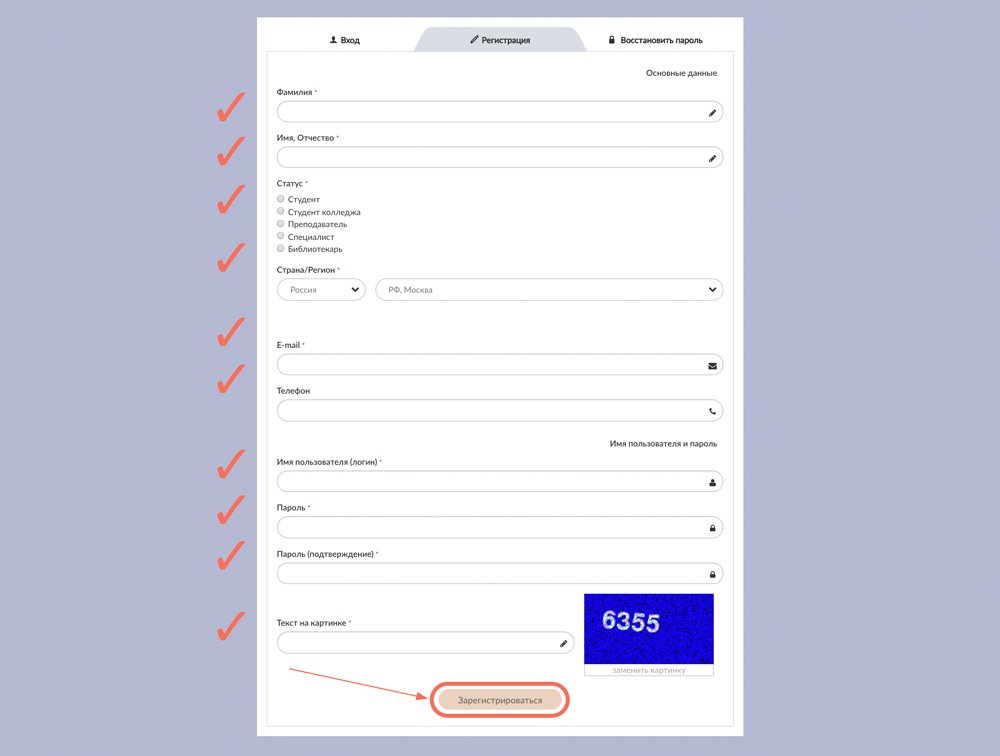 Вход
Регистрация
Восстановить пароль
Основные данные
Фамилия *
Имя, Отчество *
Статус *
Студент
Студент колледжа
Преподаватель
Специалист
Библиотекарь
Страна/Регион *
Россия
РФ, Москва
E-mail *
Телефон
Имя пользователя и пароль
Имя пользователя (логин) *
Пароль *
Пароль (подтверждение) *
Текст на картинке *
6355
заменить картинку
Зарегистрироваться